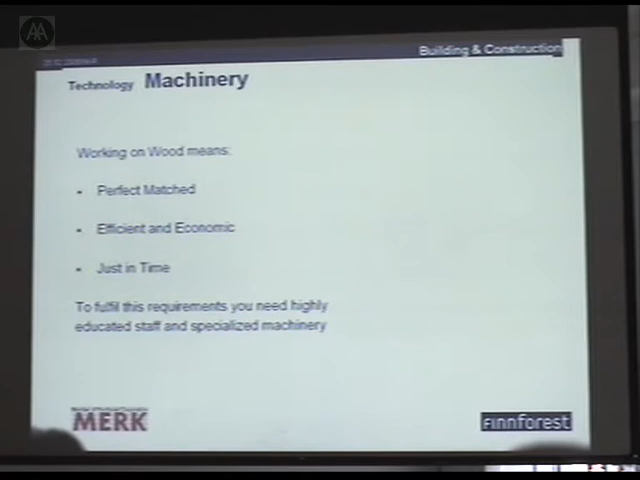 AA
Building & Construction
Technology Machinery
Working on Wood means:
▪ Perfect Matched
▪ Efficient and Economic
▪ Just in Time
To fulfil this requirements you need highly
educated staff and specialized machinery
MERK
FINNFOREST